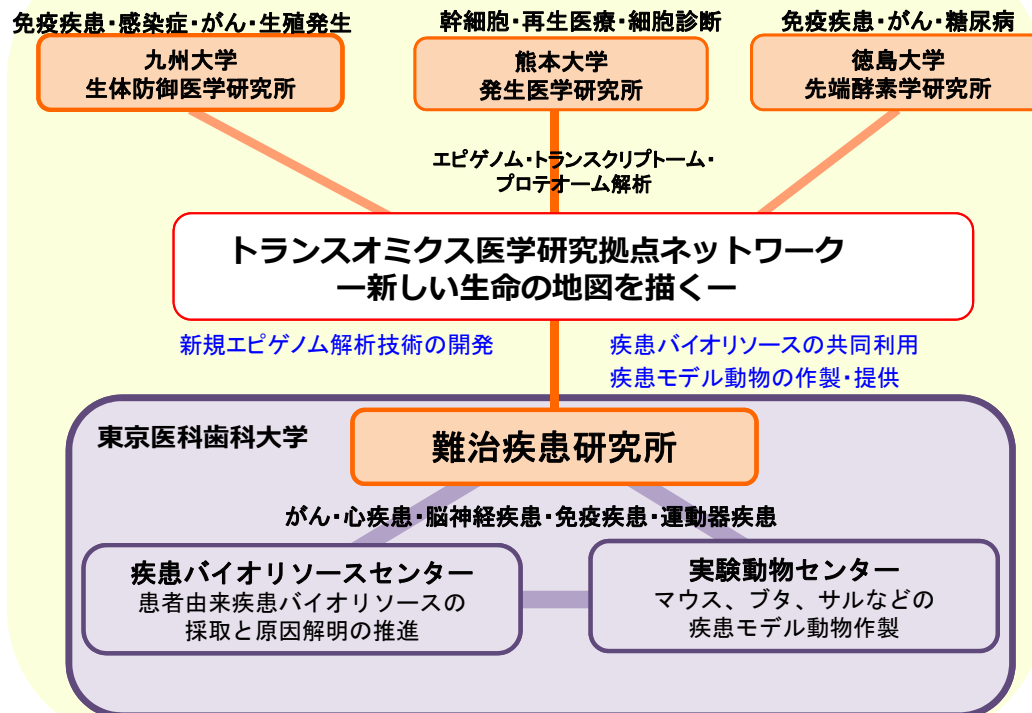 免疫疾患・感染症・がん・生殖発生
九州大学
生体防御医学研究所
幹細胞・再生医療・細胞診断
熊本大学
発生医学研究所
免疫疾患・がん・糖尿病
徳島大学
先端酵素学研究所
エピゲノム・トランスクリプトーム・
プロテオーム解析
トランスオミクス医学研究拠点ネットワーク
ー新しい生命の地図を描くー
新規エピゲノム解析技術の開発
疾患バイオリソースの共同利用
疾患モデル動物の作製・提供
東京医科歯科大学
難治疾患研究所
がん・心疾患・脳神経疾患・免疫疾患・運動器疾患
疾患バイオリソースセンター
患者由来疾患バイオリソースの
採取と原因解明の推進
実験動物センター
マウス、ブタ、サルなどの
疾患モデル動物作製